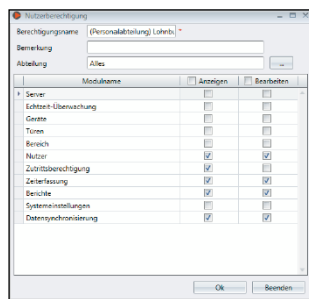 Nutzerberechtigung
Berechtigungsname (Personalabteilung) Lohnbu *
Bemerkung
Abteilung Alles ...
Modulname Anzeigen Bearbeiten
Server
Echtzeit-Überwachung
Geräte
Türen
Bereich
Nutzer
Zutrittsberechtigung
Zeiterfassung
Berichte
Systemeinstellungen
Datensynchronisierung
Ok Beenden